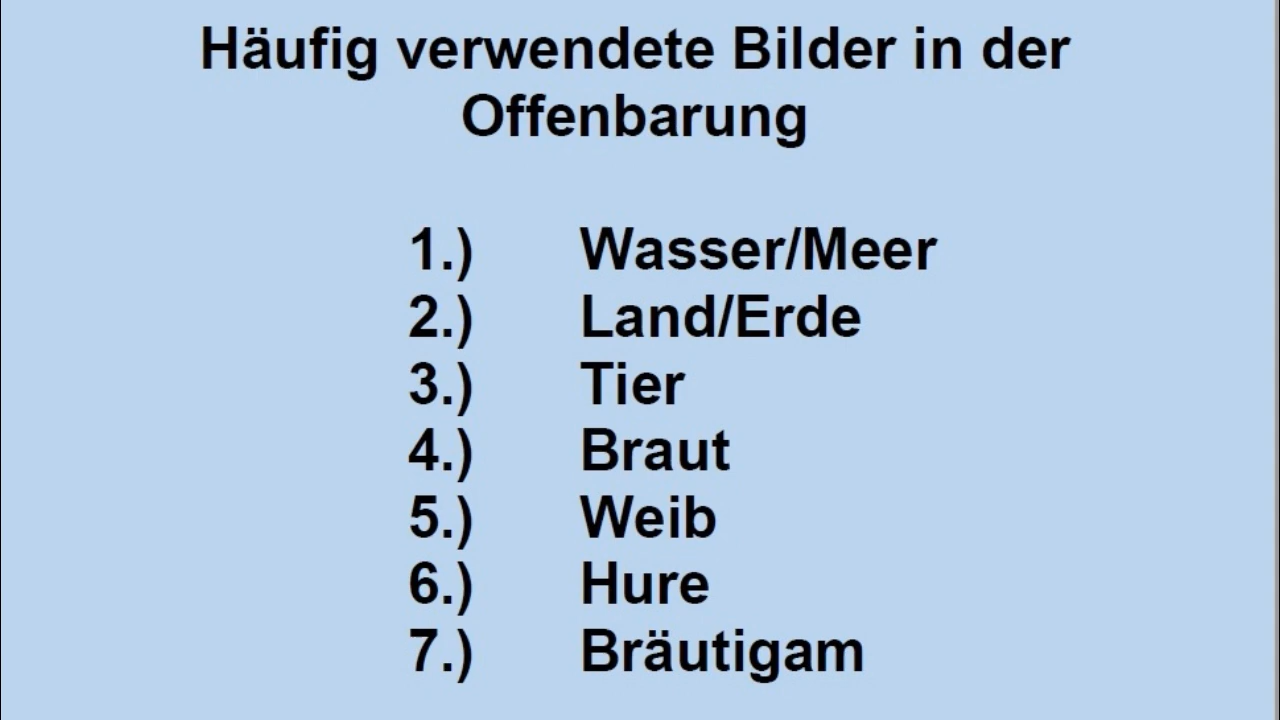 Häufig verwendete Bilder in der
Offenbarung
1.) Wasser/Meer
2.) Land/Erde
3.) Tier
4.) Braut
5.) Weib
6.) Hure
7.) Bräutigam